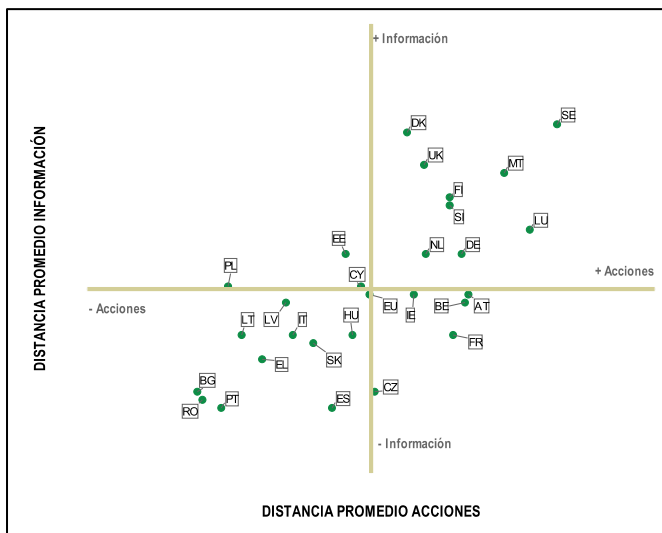 + Información
SE
DK
UK
MT
FI
SI
LU
EE
NL
DE
PL
CY
+ Acciones
- Acciones
EU
IE
BE
AT
LT
LV
IT
HU
FR
SK
EL
BG
CZ
RO
PT
ES
- Información
DISTANCIA PROMEDIO INFORMACIÓN
DISTANCIA PROMEDIO ACCIONES